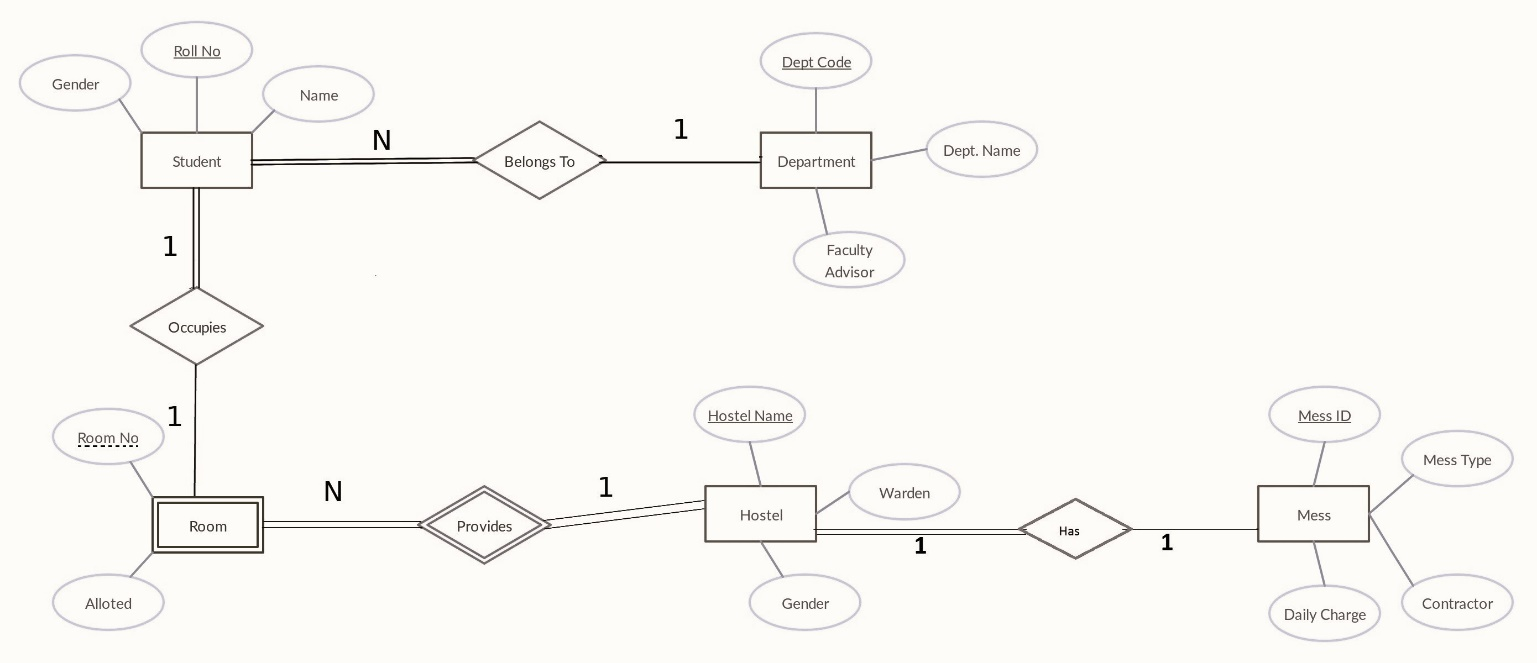 Roll No
Gender
Name
Dept Code
N
1
Student
Belongs To
Department
Dept. Name
1
Faculty
Advisor
Occupies
1
Room No
Hostel Name
Mess ID
Mess Type
N
1
Warden
Room
Provides
Hostel
Has
Mess
1
1
Alloted
Gender
Daily Charge
Contractor